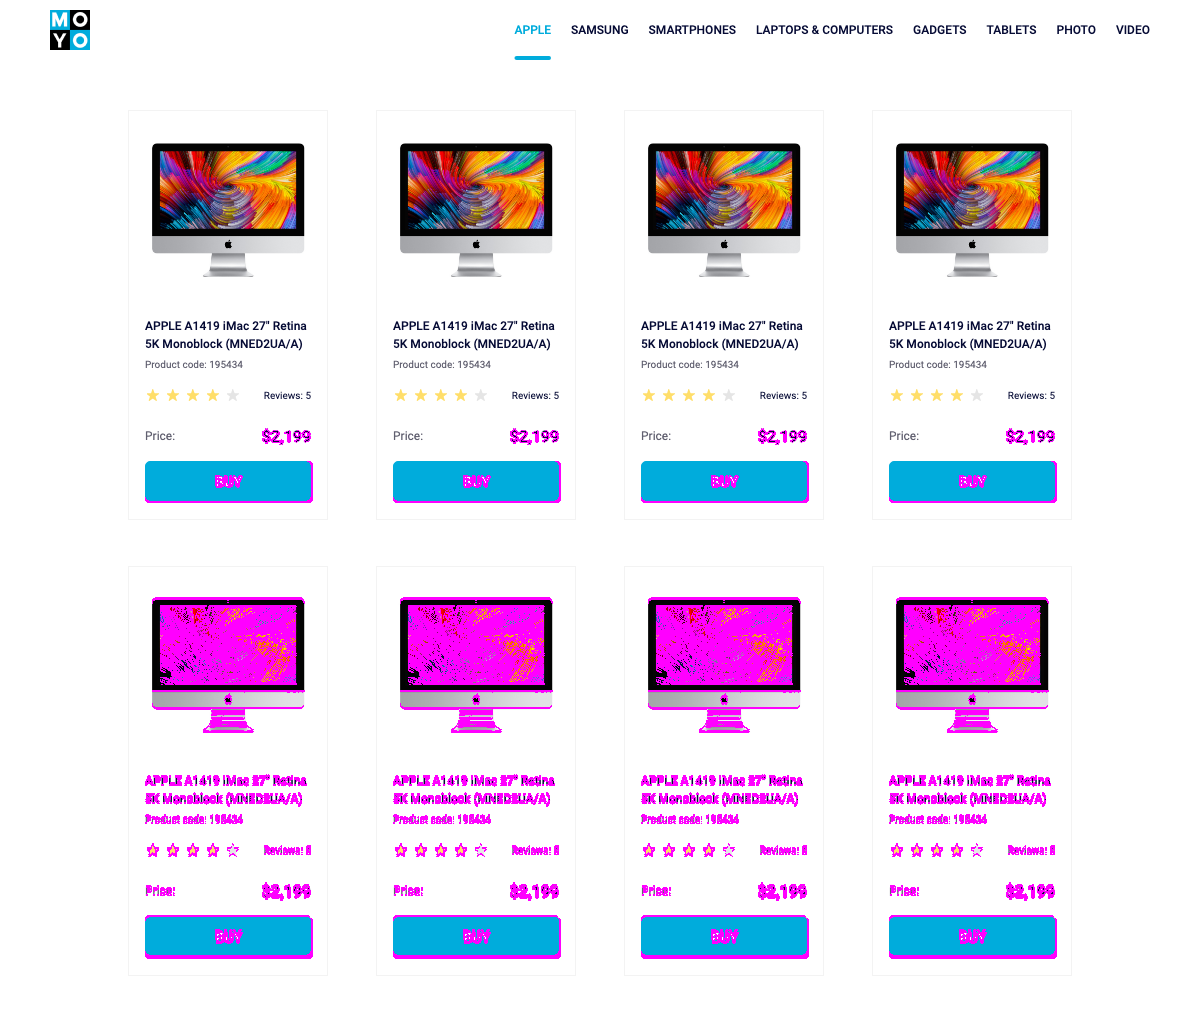 MO
YO
APPLE SAMSUNG SMARTPHONES LAPTOPS & COMPUTERS GADGETS TABLETS PHOTO VIDEO
APPLE A1419 iMac 27" Retina
5K Monoblock (MNED2UA/A)
Product code: 195434
Reviews: 5
Price: $2,199
BUY
APPLE A1419 iMac 27" Retina
5K Monoblock (MNED2UA/A)
Product code: 195434
Reviews: 5
Price: $2,199
BUY
APPLE A1419 iMac 27" Retina
5K Monoblock (MNED2UA/A)
Product code: 195434
Reviews: 5
Price: $2,199
BUY
APPLE A1419 iMac 27" Retina
5K Monoblock (MNED2UA/A)
Product code: 195434
Reviews: 5
Price: $2,199
BUY
APPLE A1419 iMac 27" Retina
5K Monoblock (MNED2UA/A)
Product code: 195434
Reviews: 5
Price: $2,199
BUY
APPLE A1419 iMac 27" Retina
5K Monoblock (MNED2UA/A)
Product code: 195434
Reviews: 5
Price: $2,199
BUY
APPLE A1419 iMac 27" Retina
5K Monoblock (MNED2UA/A)
Product code: 195434
Reviews: 5
Price: $2,199
BUY
APPLE A1419 iMac 27" Retina
5K Monoblock (MNED2UA/A)
Product code: 195434
Reviews: 5
Price: $2,199
BUY